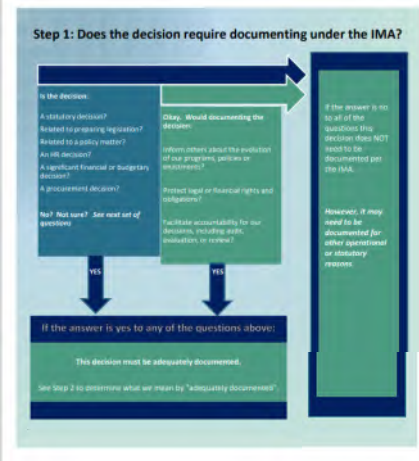 Step 1: Does the decision require documenting under the IMA?
Is the decision:
A statutory decision?
Related to preparing legislation?
Related to a policy matter?
An HR decision?
A significant financial or budgetary
decision?
A procurement decision?
No? Not sure? See next set of
questions
Okay. Would documenting the
decision:
Inform others about the evolution
of our programs, policies or
enactments?
Protect legal or financial rights and
obligations?
Facilitate accountability for our
decisions, including audit,
evaluation, or review?
If the answer is no
to all of the
questions this
decision does NOT
need to be
documented per
the IMA.
However, it may
need to be
documented for
other operational
or statutory
reasons
YES
YES
If the answer is yes to any of the questions above:
This decision must be adequately documented.
See Step 2 to determine what we mean by "adequately documented".